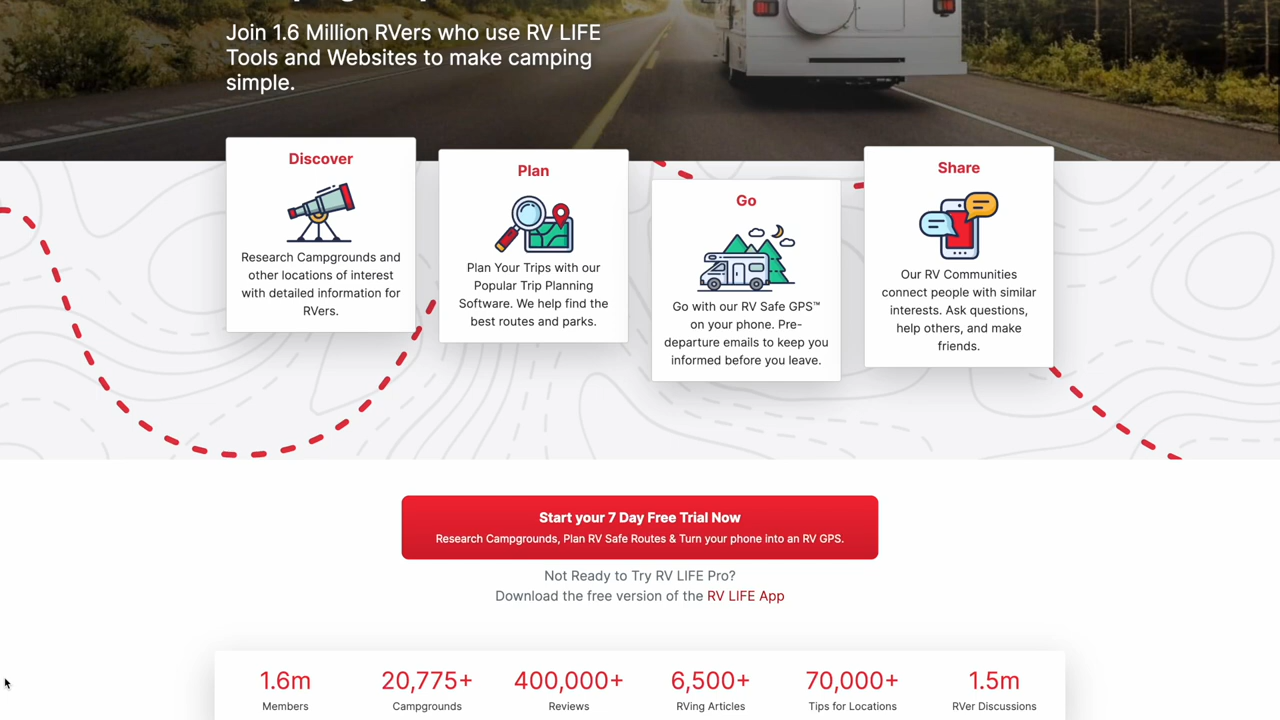 Join 1.6 Million RVers who use RV LIFE
Tools and Websites to make camping
simple.
Discover
Research Campgrounds and
other locations of interest
with detailed information for
RVers.
Plan
Plan Your Trips with our
Popular Trip Planning
Software. We help find the
best routes and parks.
Go
Go with our RV Safe GPS™
on your phone. Pre-
departure emails to keep you
informed before you leave.
Share
Our RV Communities
connect people with similar
interests. Ask questions,
help others, and make
friends.
Start your 7 Day Free Trial Now
Research Campgrounds, Plan RV Safe Routes & Turn your phone into an RV GPS.
Not Ready to Try RV LIFE Pro?
Download the free version of the RV LIFE App
1.6m
Members
20,775+
Campgrounds
400,000+
Reviews
6,500+
RVing Articles
70,000+
Tips for Locations
1.5m
RVer Discussions